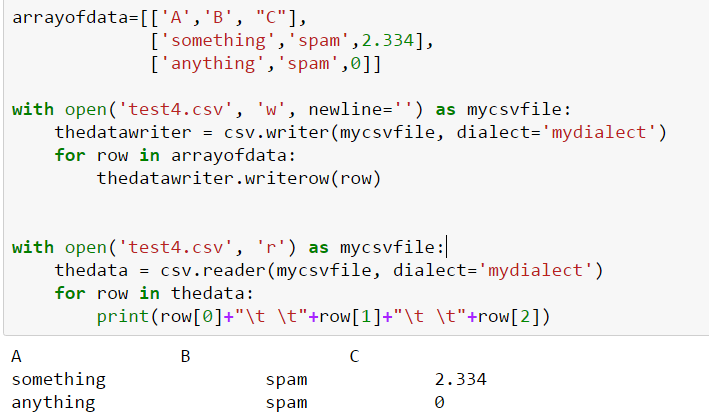 arrayofdata=[['A','B', "C"],
             ['something','spam',2.334],
             ['anything','spam',0]]

with open('test4.csv', 'w', newline='') as mycsvfile:
    thedatawriter = csv.writer(mycsvfile, dialect='mydialect')
    for row in arrayofdata:
        thedatawriter.writerow(row)


with open('test4.csv', 'r') as mycsvfile:
    thedata = csv.reader(mycsvfile, dialect='mydialect')
    for row in thedata:
        print(row[0]+"\t \t"+row[1]+"\t \t"+row[2])

A               B               C
something               spam            2.334
anything                spam            0